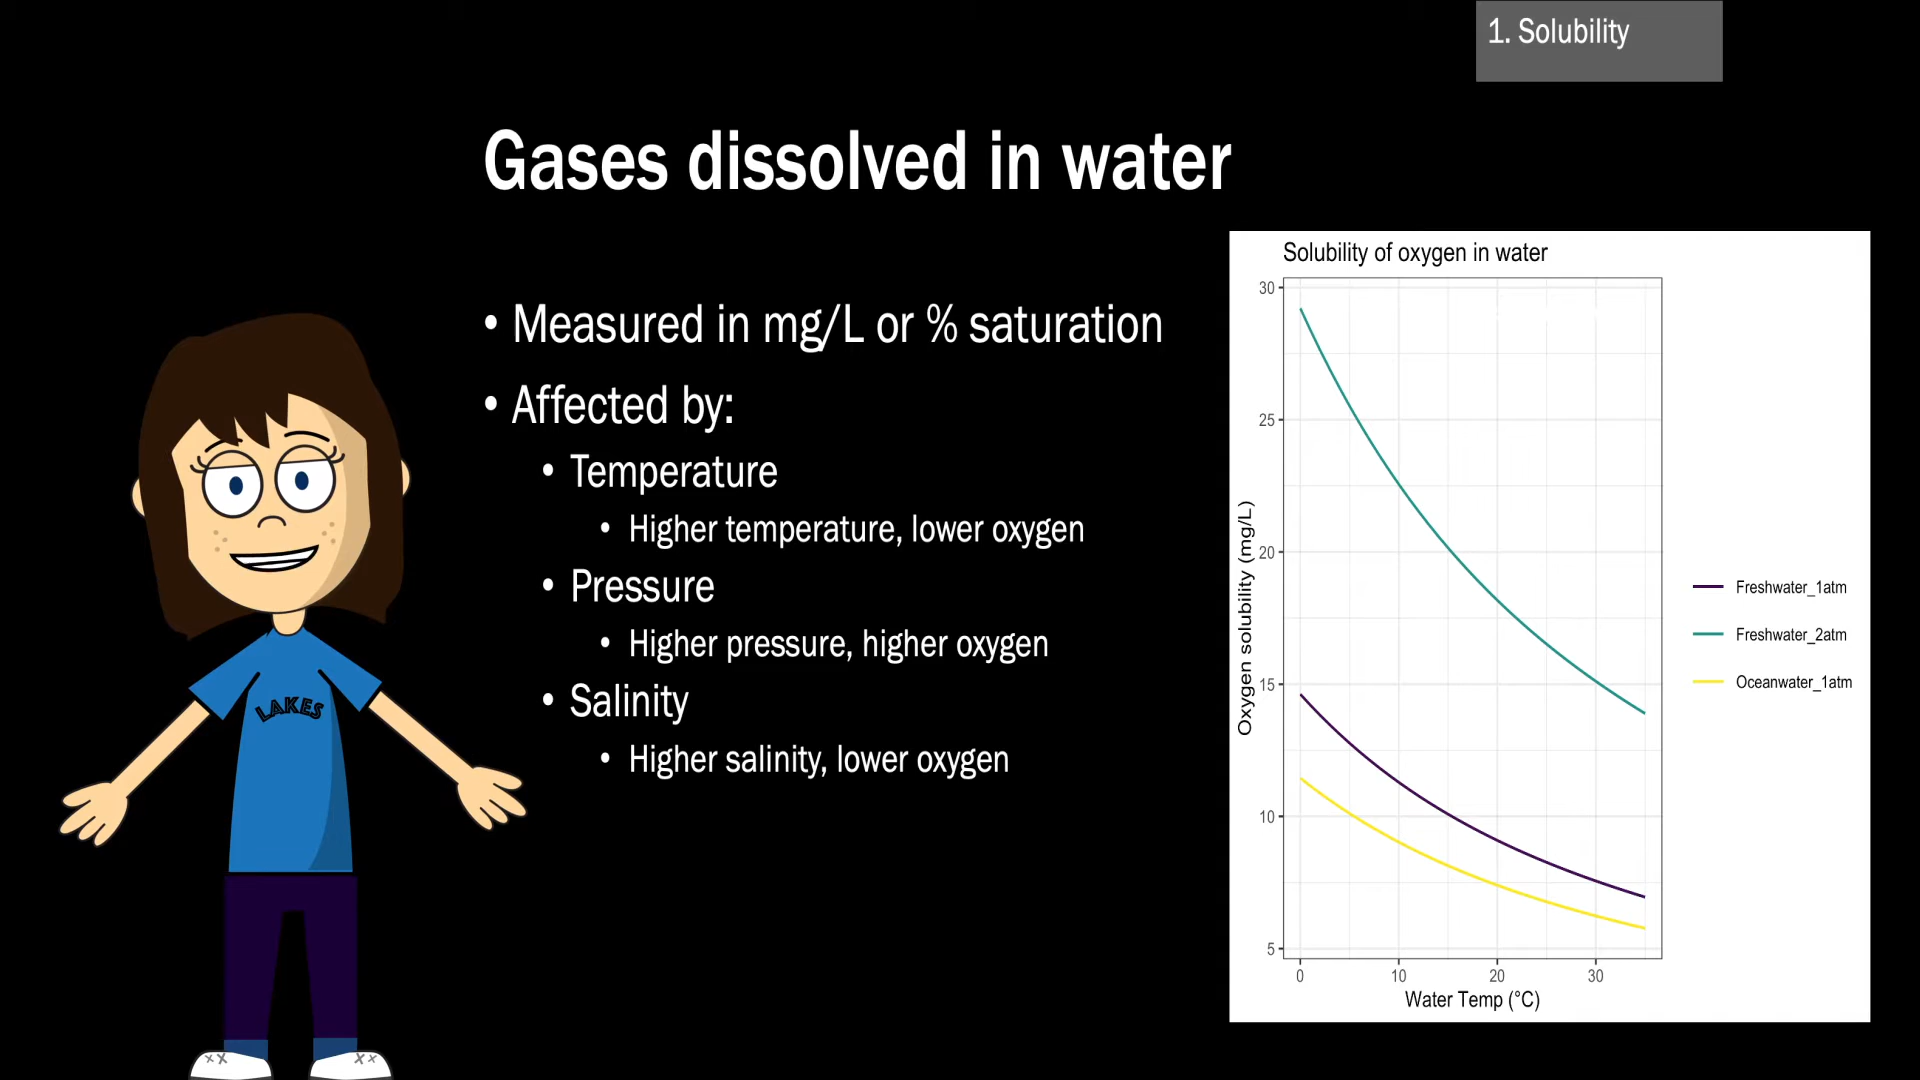 1. Solubility
Gases dissolved in water
• Measured in mg/L or % saturation
• Affected by:
• Temperature
• Higher temperature, lower oxygen
• Pressure
• Higher pressure, higher oxygen
• Salinity
• Higher salinity, lower oxygen
LAKES
Solubility of oxygen in water
Oxygen solubility (mg/L)
30
25
20
15
10
5
0 10 20 30
Water Temp (°C)
Freshwater_1atm
Freshwater_2atm
Oceanwater_1atm